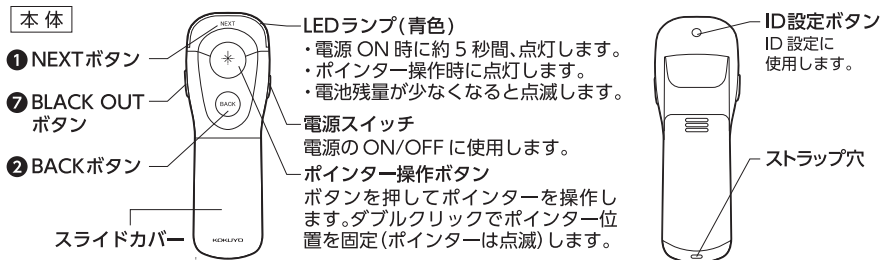 本体
❶NEXTボタン
❼BLACK OUT
ボタン
❷BACKボタン
スライドカバー
NEXT
BACK
KOKUYO
LEDランプ(青色)
・電源 ON 時に約 5 秒間、点灯します。
・ポインター操作時に点灯します。
・電池残量が少なくなると点滅します。
電源スイッチ
電源の ON/OFF に使用します。
ポインター操作ボタン
ボタンを押してポインターを操作し
ます。ダブルクリックでポインター位
置を固定(ポインターは点滅)します。
ID設定ボタン
ID 設定に
使用します。
ストラップ穴